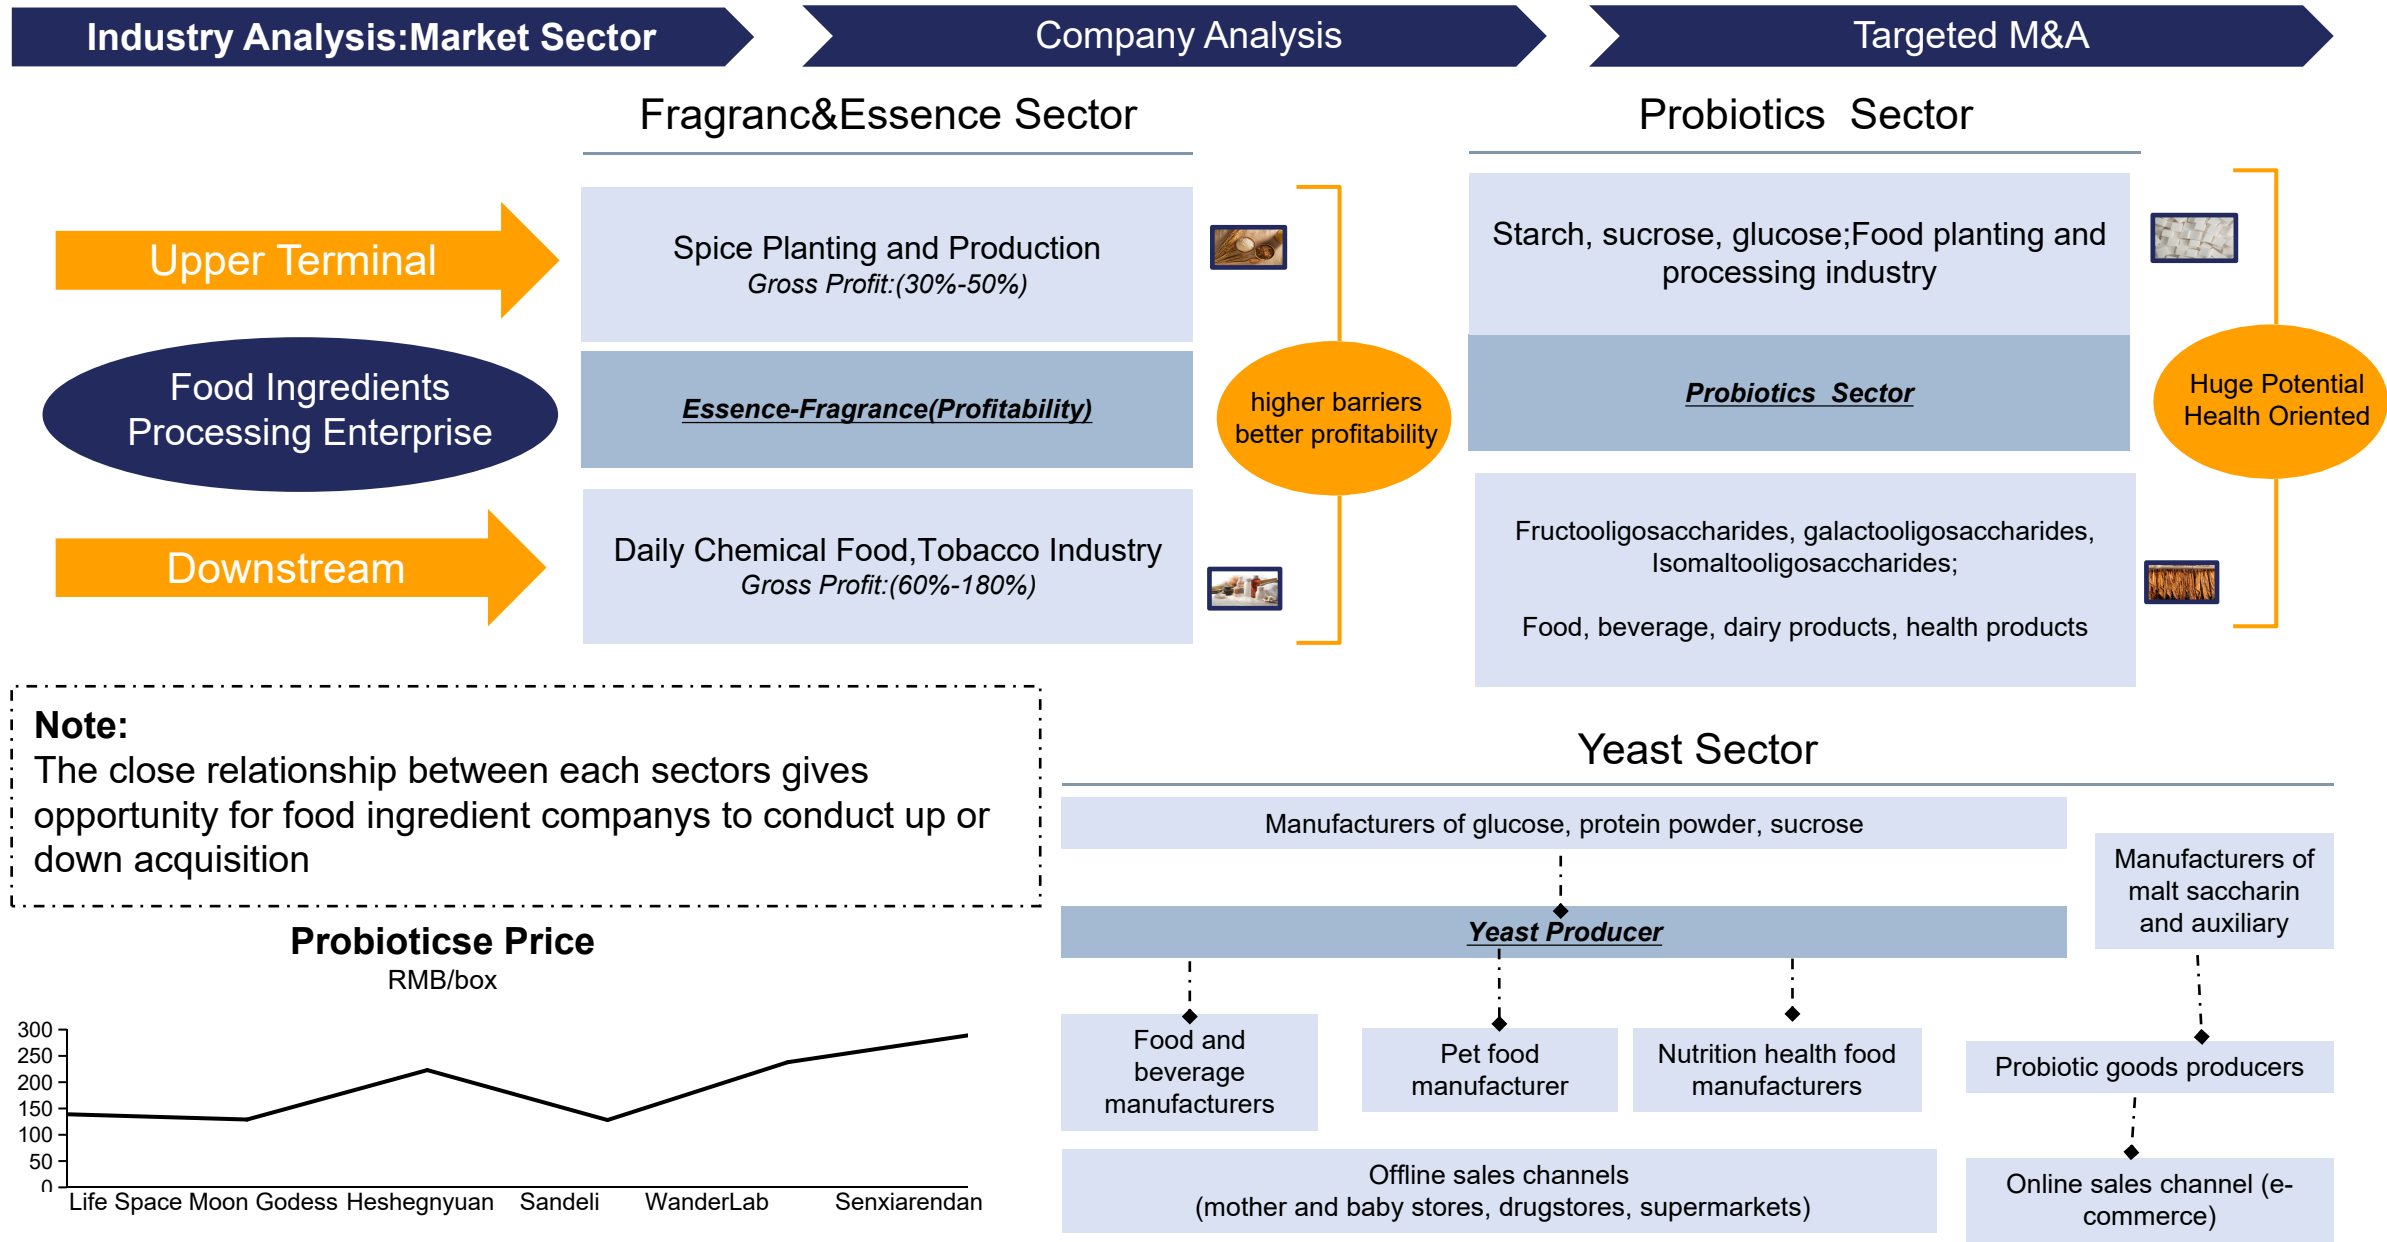 Industry Analysis:Market Sector
Company Analysis
Targeted M&A
Fragranc&Essence Sector
Probiotics  Sector
Upper Terminal
Spice Planting and Production
Gross Profit:(30%-50%)
Starch, sucrose, glucose;Food planting and
processing industry
Food Ingredients
Processing Enterprise
Essence-Fragrance(Profitability)
higher barriers
better profitability
Probiotics  Sector
Huge Potential
Health Oriented
Downstream
Daily Chemical Food,Tobacco Industry
Gross Profit:(60%-180%)
Fructooligosaccharides, galactooligosaccharides,
Isomaltooligosaccharides;
Food, beverage, dairy products, health products
Note:
The close relationship between each sectors gives
opportunity for food ingredient companys to conduct up or
down acquisition
Yeast Sector
Manufacturers of glucose, protein powder, sucrose
Manufacturers of
malt saccharin
and auxiliary
Yeast Producer
Food and
beverage
manufacturers
Pet food
manufacturer
Nutrition health food
manufacturers
Probiotic goods producers
Offline sales channels
(mother and baby stores, drugstores, supermarkets)
Online sales channel (e-
commerce)
Probioticse Price
RMB/box
300
250
200
150
100
50
0
Life Space Moon Godess Heshegnyuan Sandeli WanderLab Senxiarendan